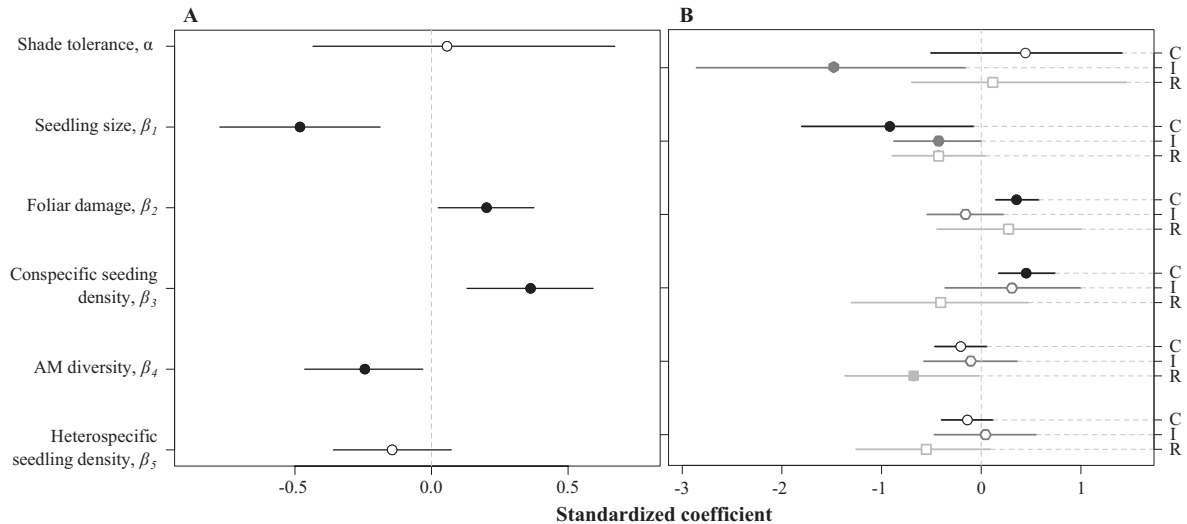 A
B
Shade tolerance, α
Seedling size, β1
Foliar damage, β2
Conspecific seeding
density, β3
AM diversity, β4
Heterospecific
seedling density, β5
C
I
R
C
I
R
C
I
R
C
I
R
C
I
R
C
I
R
-0.5 0.0 0.5
-3 -2 -1 0 1
Standardized coefficient